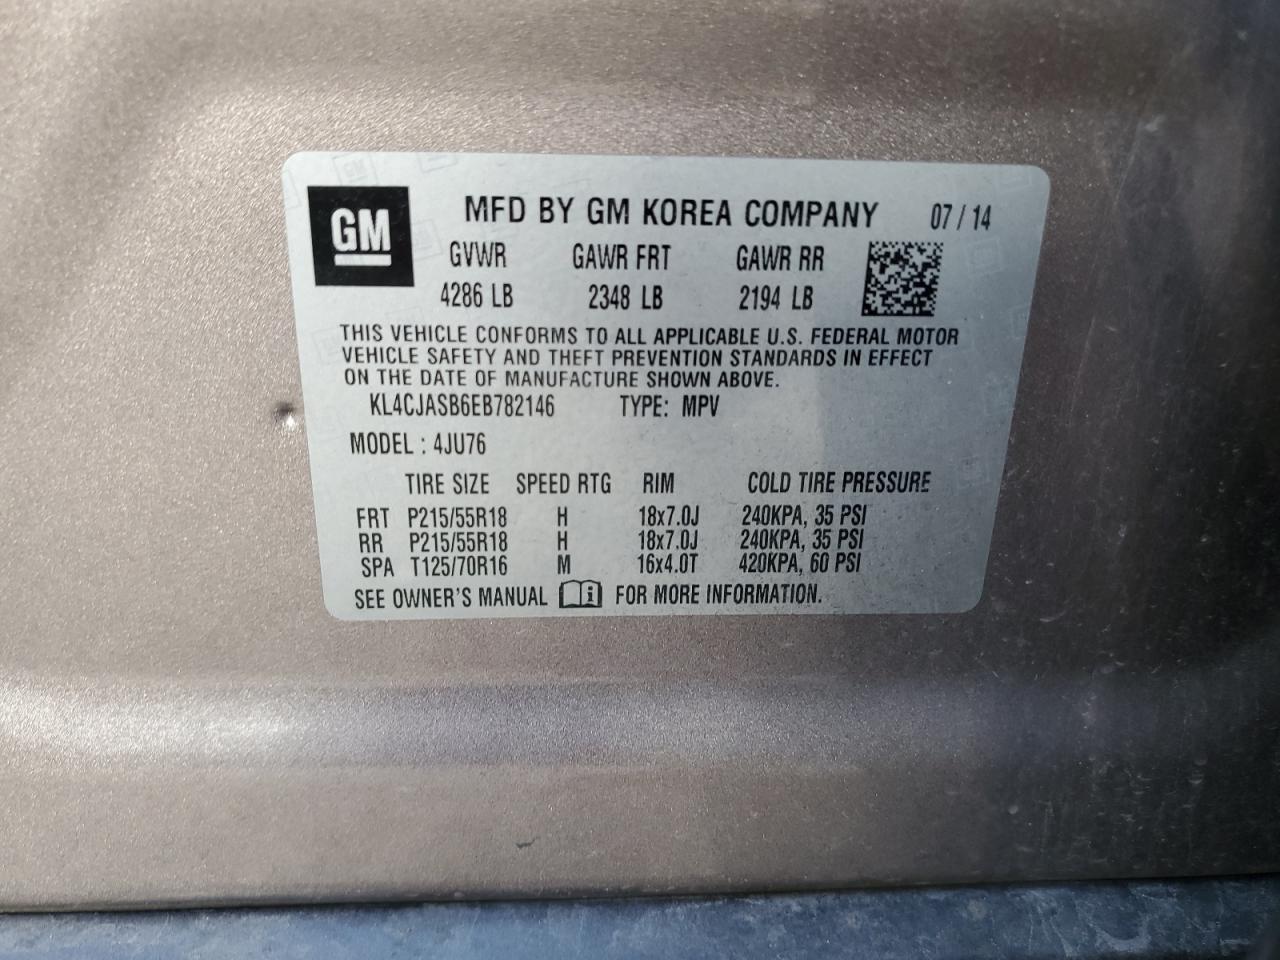 GM
MFD BY GM KOREA COMPANY 07 / 14
GVWR GAWR FRT GAWR RR
4286 LB 2348 LB 2194 LB
THIS VEHICLE CONFORMS TO ALL APPLICABLE U.S. FEDERAL MOTOR
VEHICLE SAFETY AND THEFT PREVENTION STANDARDS IN EFFECT
ON THE DATE OF MANUFACTURE SHOWN ABOVE.
KL4CJASB6EB782146 TYPE: MPV
MODEL : 4JU76
TIRE SIZE SPEED RTG RIM COLD TIRE PRESSURE
FRT P215/55R18 H 18x7.0J 240KPA, 35 PSI
RR P215/55R18 H 18x7.0J 240KPA, 35 PSI
SPA T125/70R16 M 16x4.0T 420KPA, 60 PSI
SEE OWNER'S MANUAL i FOR MORE INFORMATION.